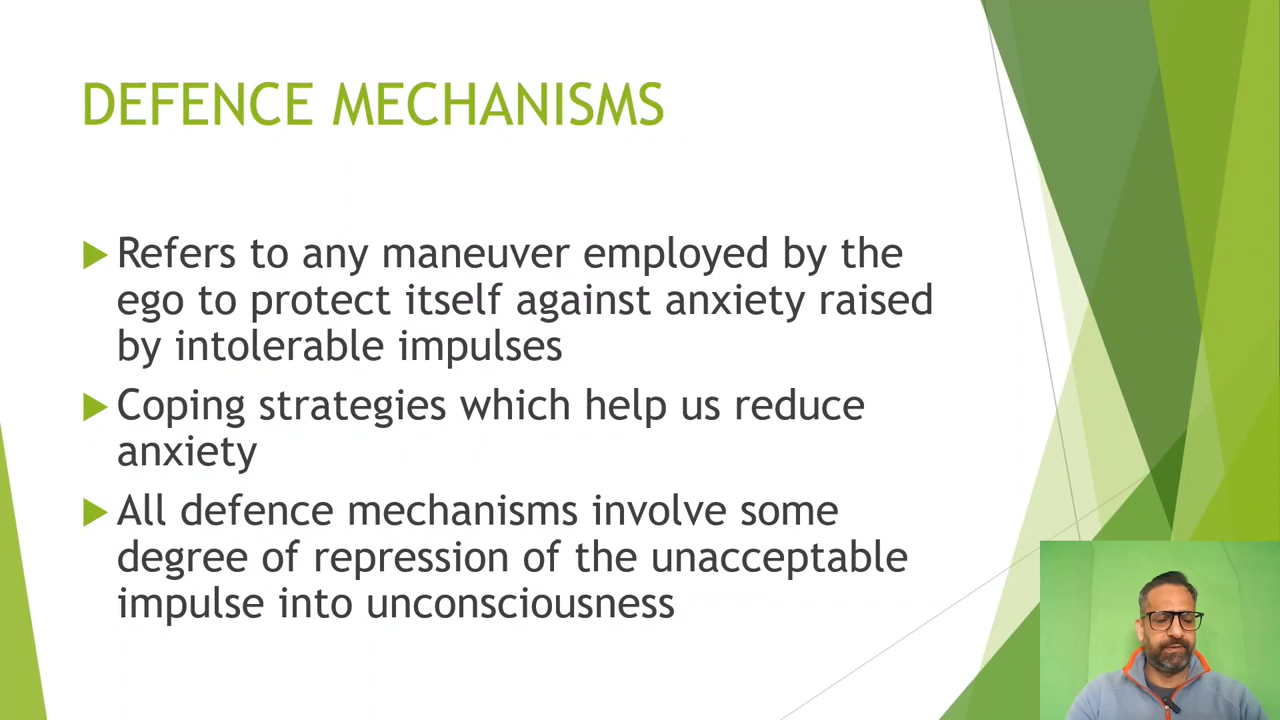 DEFENCE MECHANISMS
Refers to any maneuver employed by the
ego to protect itself against anxiety raised
by intolerable impulses
Coping strategies which help us reduce
anxiety
All defence mechanisms involve some
degree of repression of the unacceptable
impulse into unconsciousness